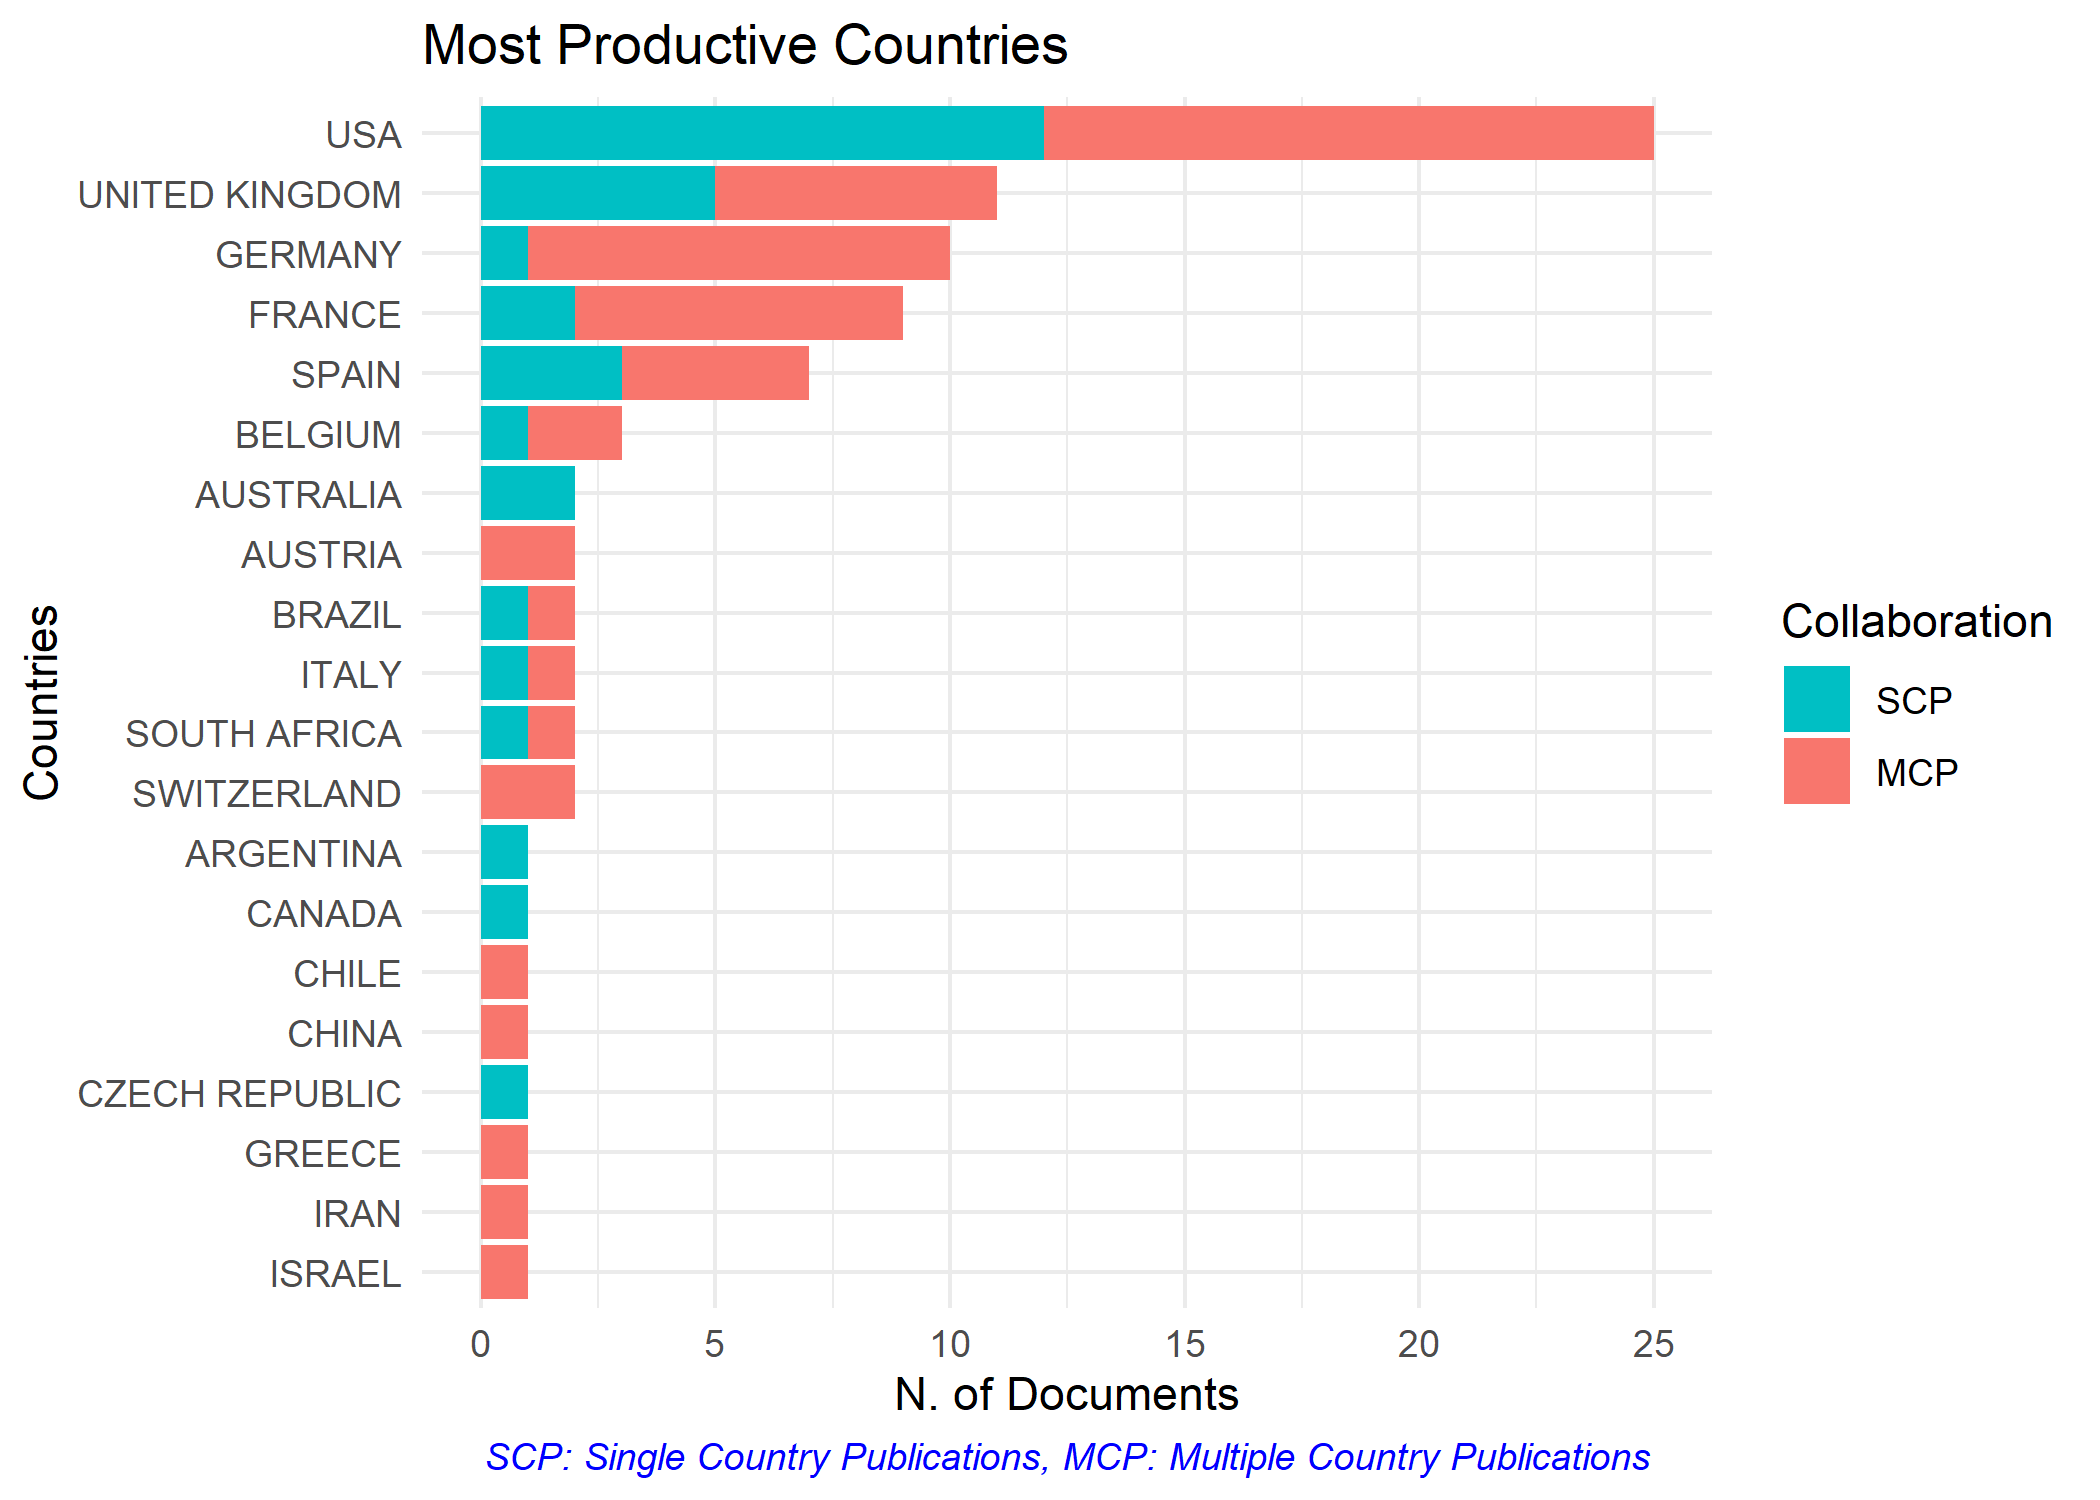 Most Productive Countries
USA
UNITED KINGDOM
GERMANY
FRANCE
SPAIN
BELGIUM
AUSTRALIA
AUSTRIA
BRAZIL
ITALY
SOUTH AFRICA
SWITZERLAND
ARGENTINA
CANADA
CHILE
CHINA
CZECH REPUBLIC
GREECE
IRAN
ISRAEL
Countries
0 5 10 15 20 25
N. of Documents
SCP: Single Country Publications, MCP: Multiple Country Publications
Collaboration
SCP
MCP